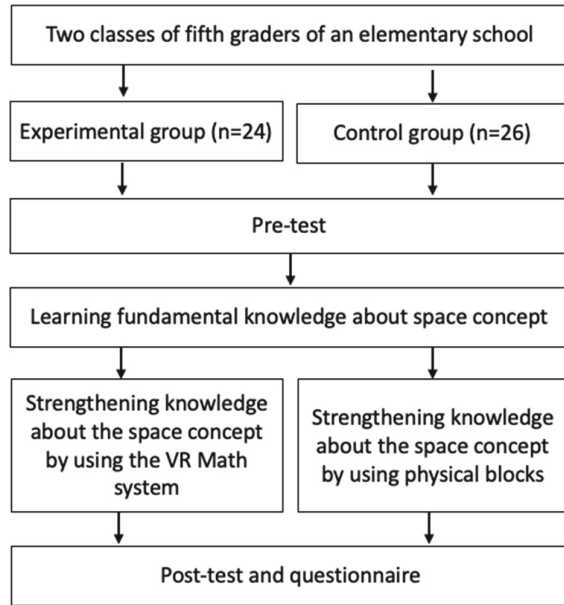 Two classes of fifth graders of an elementary school
Experimental group (n=24)
Control group (n=26)
Pre-test
Learning fundamental knowledge about space concept
Strengthening knowledge
about the space concept
by using the VR Math
system
Strengthening knowledge
about the space concept
by using physical blocks
Post-test and questionnaire